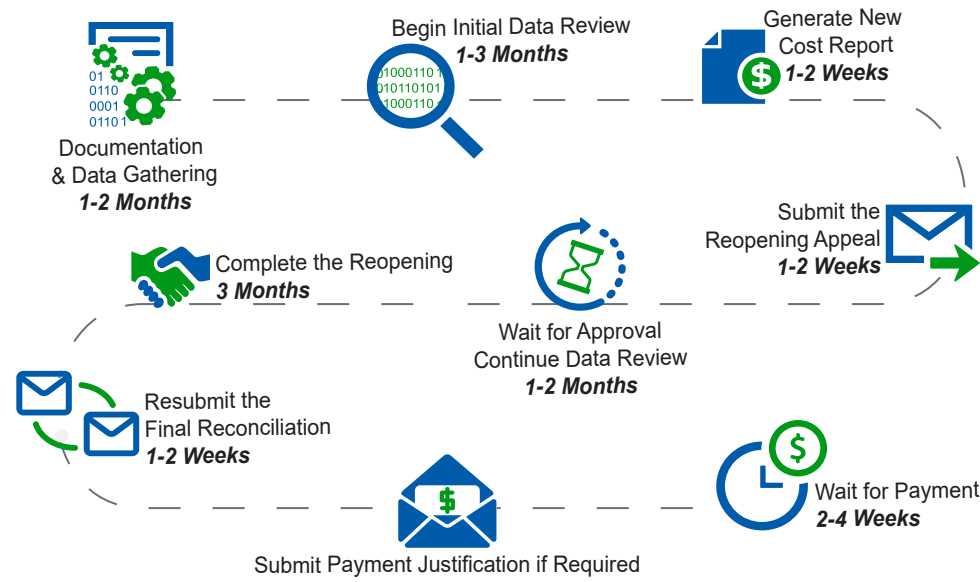 01
0110
0001
0110 1
Documentation
& Data Gathering
1-2 Months
Begin Initial Data Review
1-3 Months
01000110 1
010110101
01000110 1
Generate New
Cost Report
1-2 Weeks
$
Submit the
Reopening Appeal
1-2 Weeks
Wait for Approval
Continue Data Review
1-2 Months
Complete the Reopening
3 Months
Resubmit the
Final Reconciliation
1-2 Weeks
$
Submit Payment Justification if Required
$
Wait for Payment
2-4 Weeks